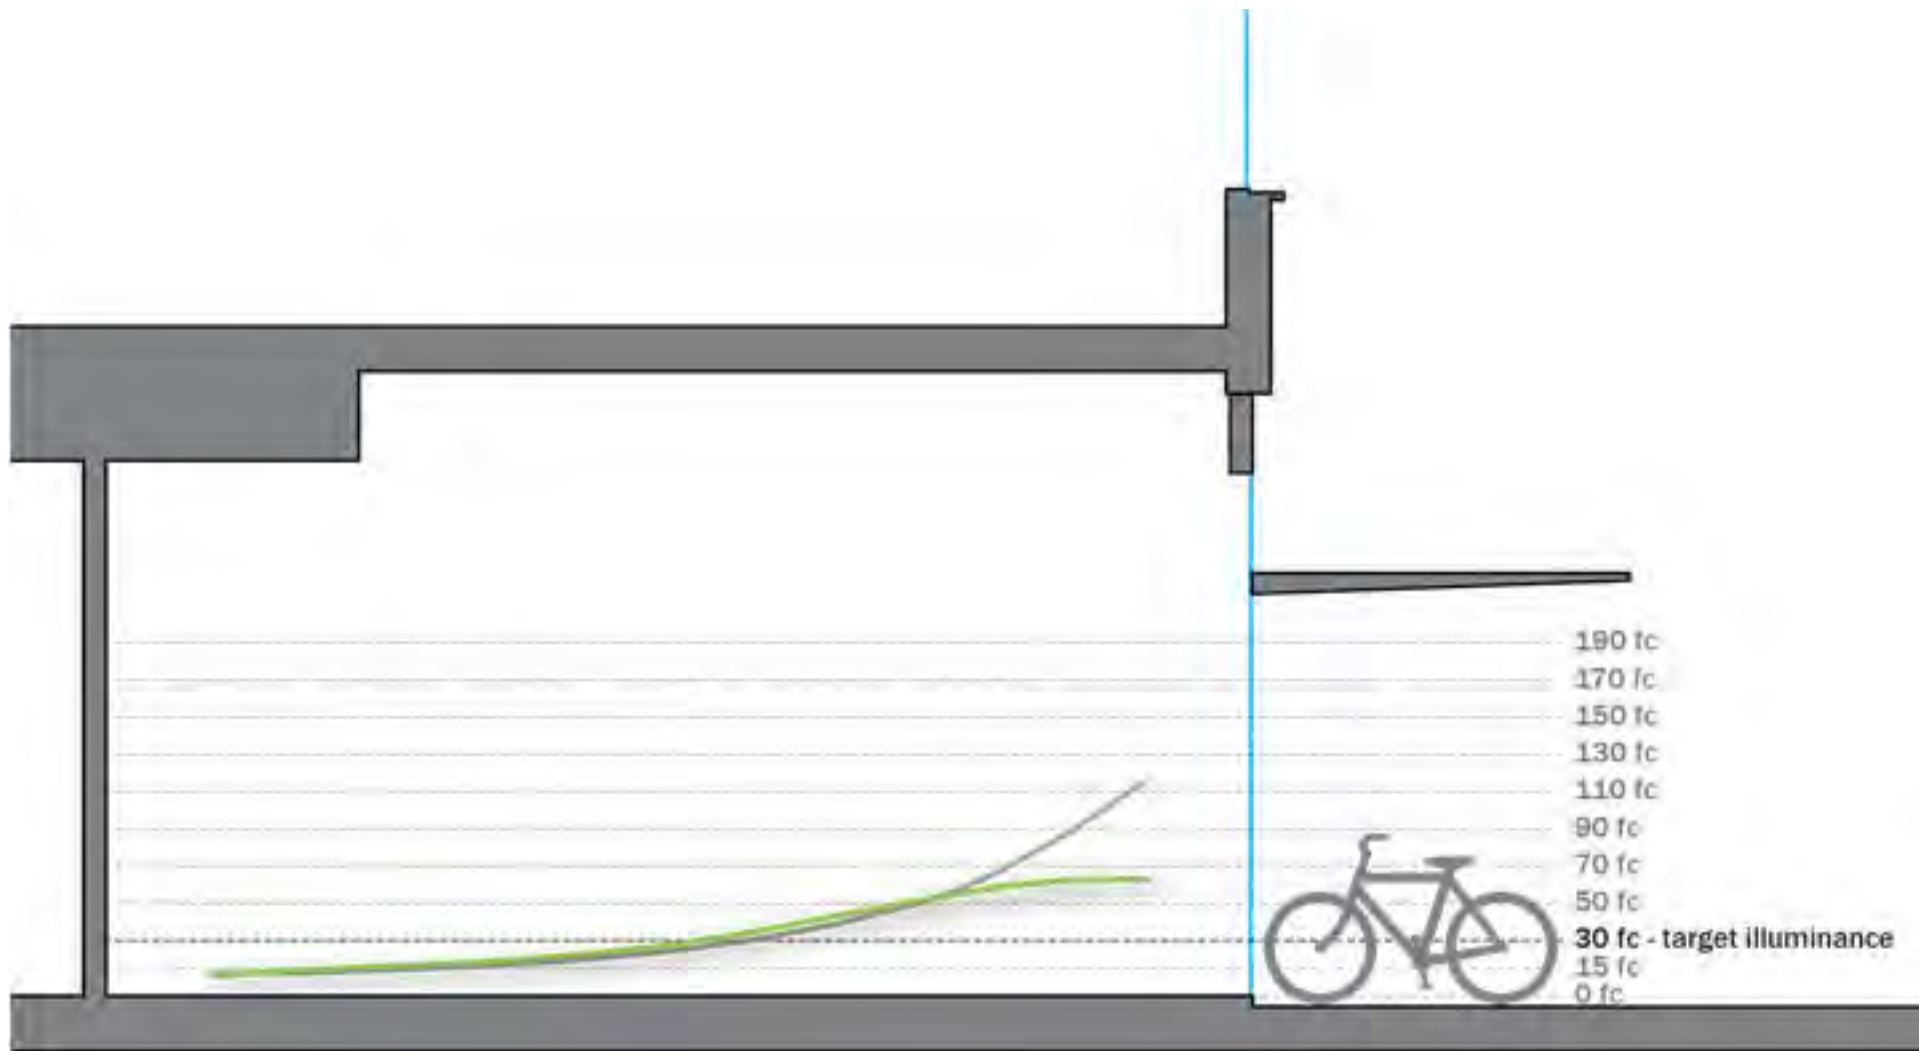 190 fc
170 fc
150 fc
130 fc
110 fc
90 fc
70 fc
50 fc
30 fc - target illuminance
15 fc
0 fc